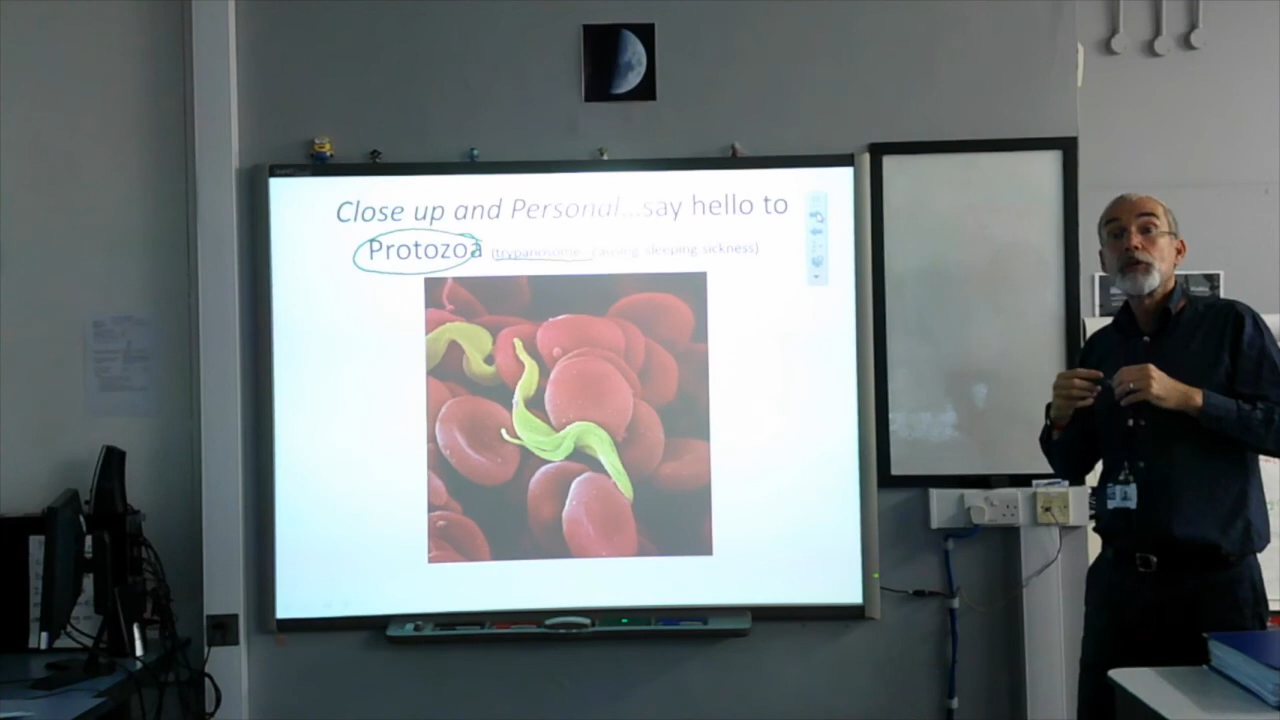 Close up and Personal...say hello to
Protozoa (trypanosome causing sleeping sickness)